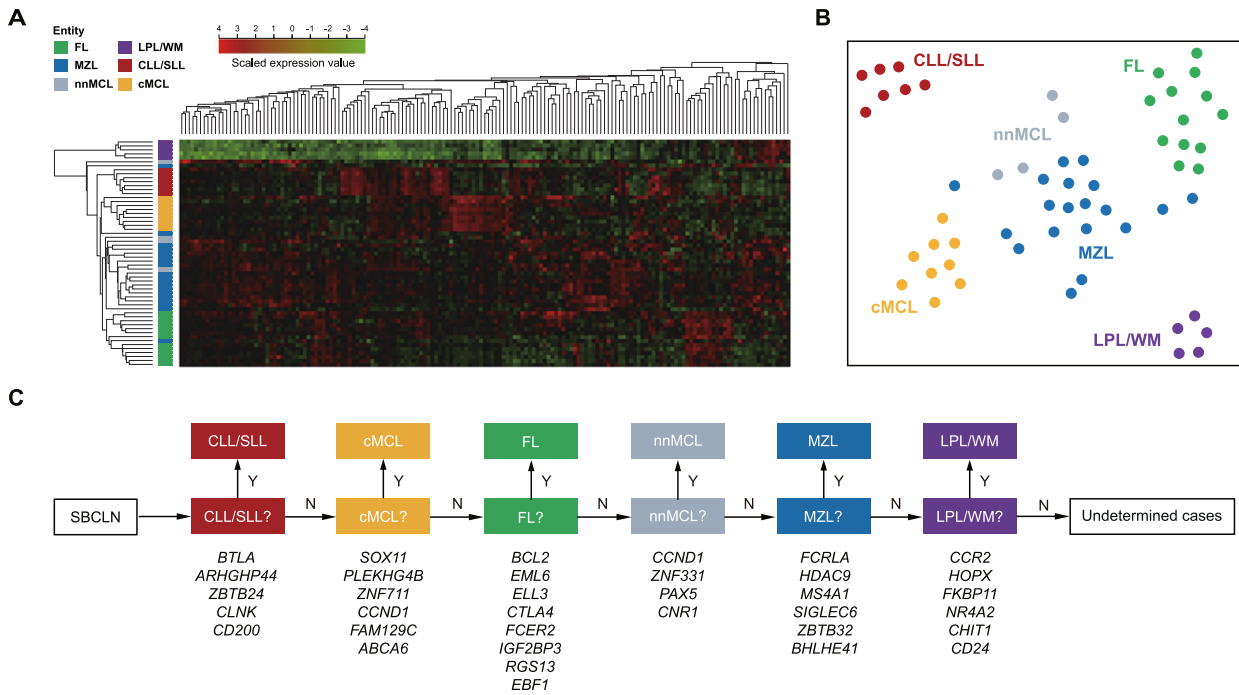 A
Entity
FL
LPL/WM
MZL
CLL/SLL
nnMCL
cMCL
4 3 2 1 0 -1 -2 -3 -4
Scaled expression value
B
CLL/SLL
FL
nnMCL
MZL
cMCL
LPL/WM
C
CLL/SLL
cMCL
FL
nnMCL
MZL
LPL/WM
Y
Y
Y
Y
Y
Y
SBCLN
CLL/SLL?
N
cMCL?
N
FL?
N
nnMCL?
N
MZL?
N
LPL/WM?
N
Undetermined cases
BTLA
ARHGHP44
ZBTB24
CLNK
CD200
SOX11
PLEKHG4B
ZNF711
CCND1
FAM129C
ABCA6
BCL2
EML6
ELL3
CTLA4
FCER2
IGF2BP3
RGS13
EBF1
CCND1
ZNF331
PAX5
CNR1
FCRLA
HDAC9
MS4A1
SIGLEC6
ZBTB32
BHLHE41
CCR2
HOPX
FKBP11
NR4A2
CHIT1
CD24